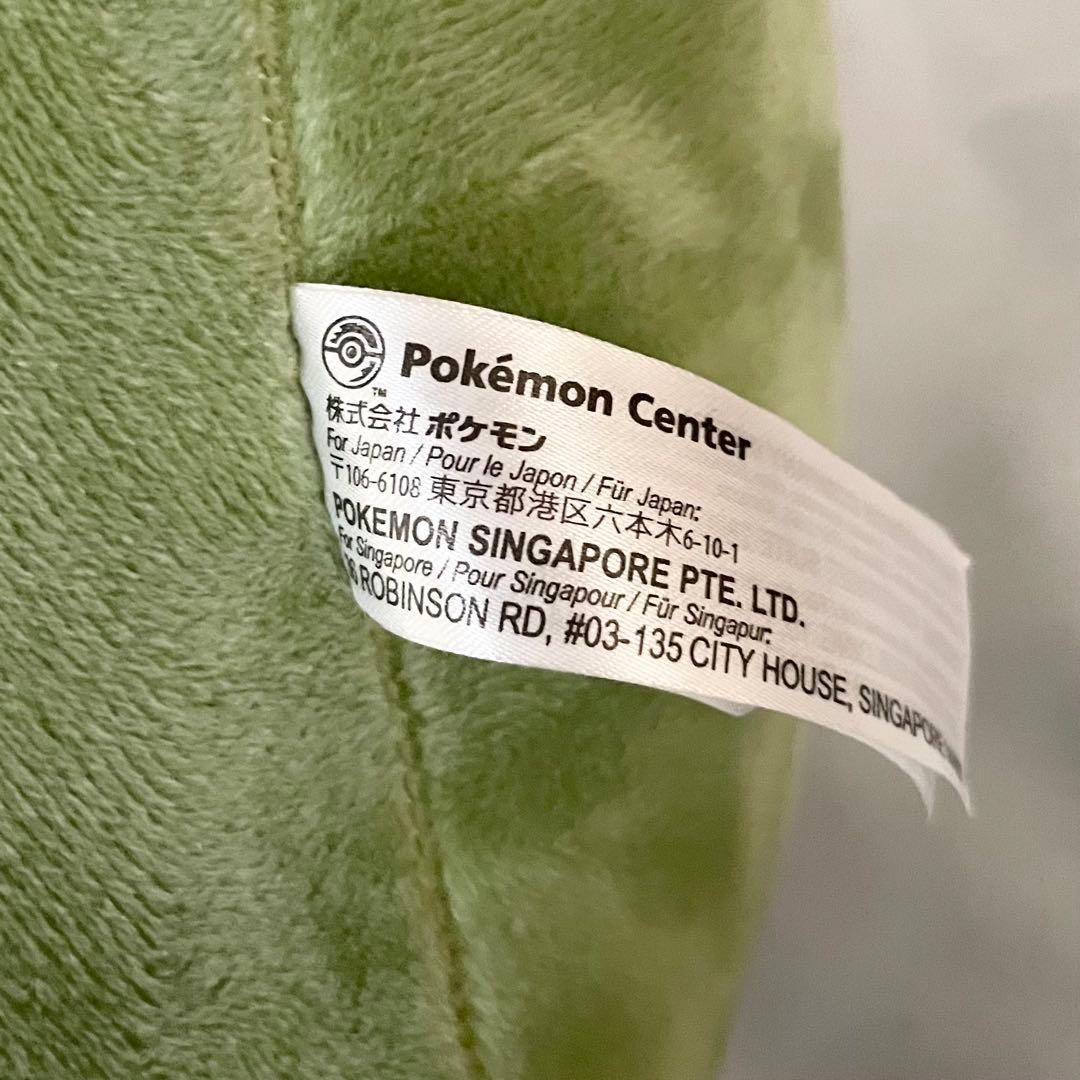 Pokémon Center
TM
株式会社 ポケモン
For Japan / Pour le Japon / Für Japan:
〒106-6108 東京都港区六本木6-10-1
POKEMON SINGAPORE PTE. LTD.
For Singapore / Pour Singapour / Für Singapur:
ROBINSON RD, #03-135 CITY HOUSE, SINGAPORE